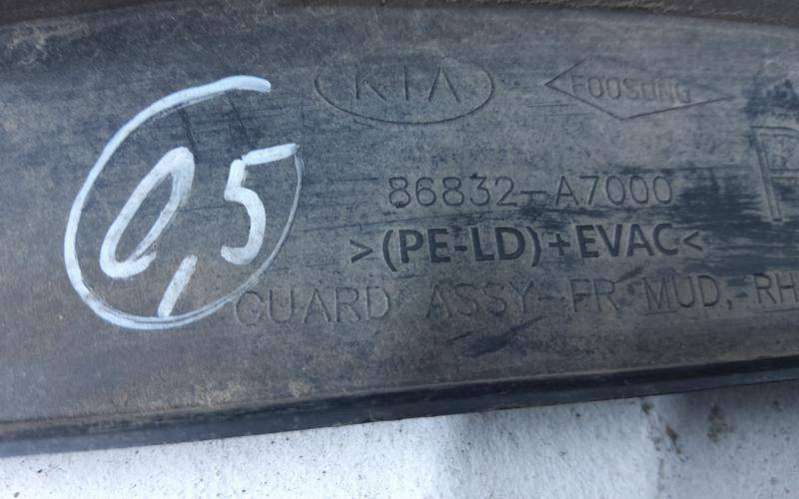 KIA
FOOSUNG
86832-A7000
0,5
>(PE-LD)+EVAC<
GUARD ASSY-FR MUD, RH